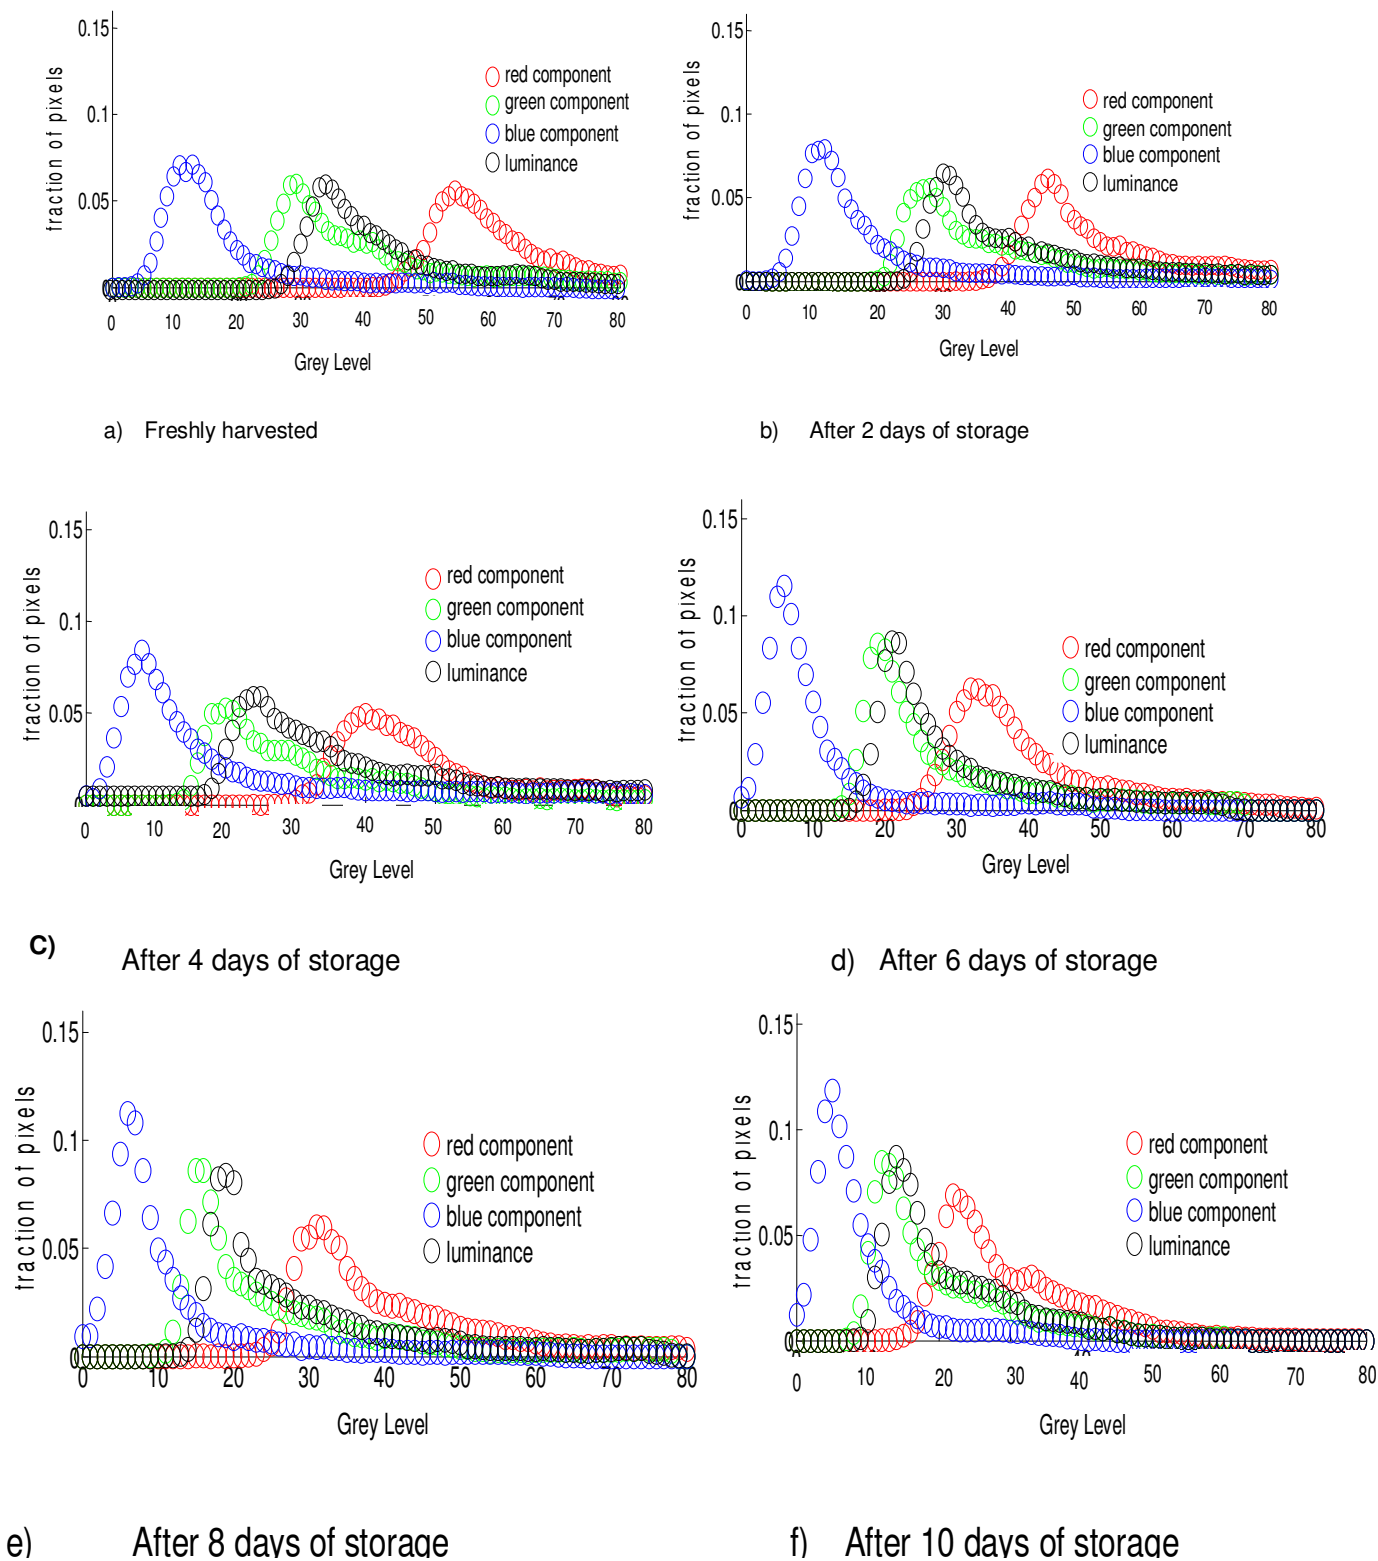 0.15
0.1
0.05
fraction of pixels
red component
green component
blue component
luminance
0 10 20 30 40 50 60 70 80
Grey Level
a) Freshly harvested
0.15
0.1
0.05
0
fraction of pixels
red component
green component
blue component
luminance
0 10 20 30 40 50 60 70 80
Grey Level
b) After 2 days of storage
0.15
0.1
0.05
fraction of pixels
red component
green component
blue component
luminance
0 10 20 30 40 50 60 70 80
Grey Level
C) After 4 days of storage
0.15
0.1
0.05
0
fraction of pixels
red component
green component
blue component
luminance
0 10 20 30 40 50 60 70 80
Grey Level
d) After 6 days of storage
0.15
0.1
0.05
0
fraction of pixels
red component
green component
blue component
luminance
0 10 20 30 40 50 60 70 80
Grey Level
e) After 8 days of storage
0.15
0.1
0.05
0
fraction of pixels
red component
green component
blue component
luminance
0 10 20 30 40 50 60 70 80
Grey Level
f) After 10 days of storage